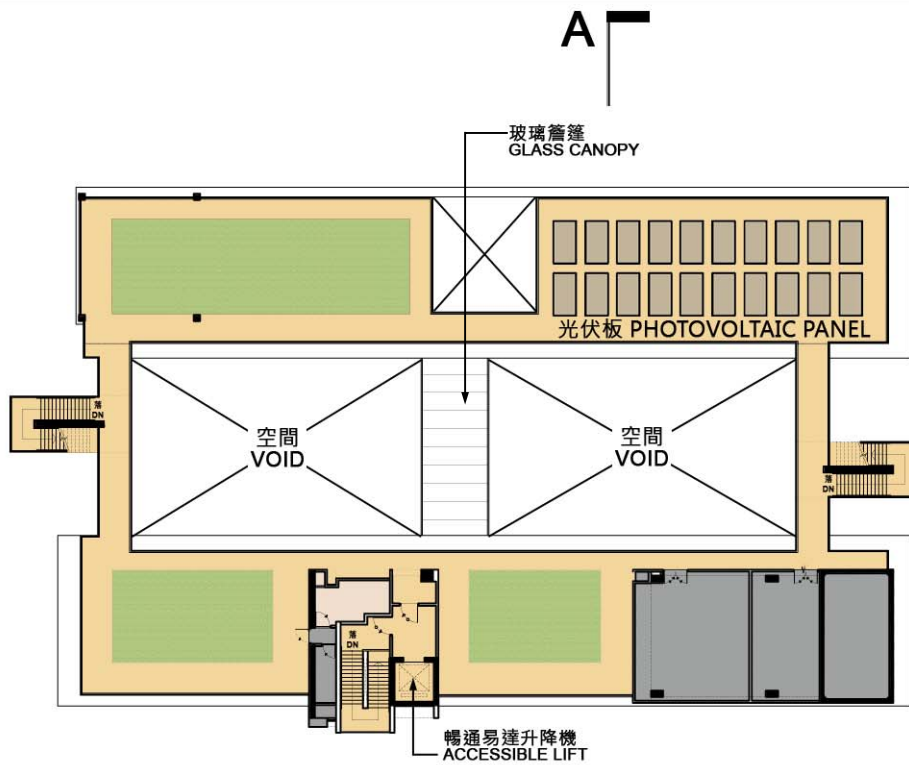 A
玻璃簷篷
GLASS CANOPY
光伏板 PHOTOVOLTAIC PANEL
落
DN
空間
VOID
空間
VOID
落
DN
落
DN
暢通易達升降機
ACCESSIBLE LIFT